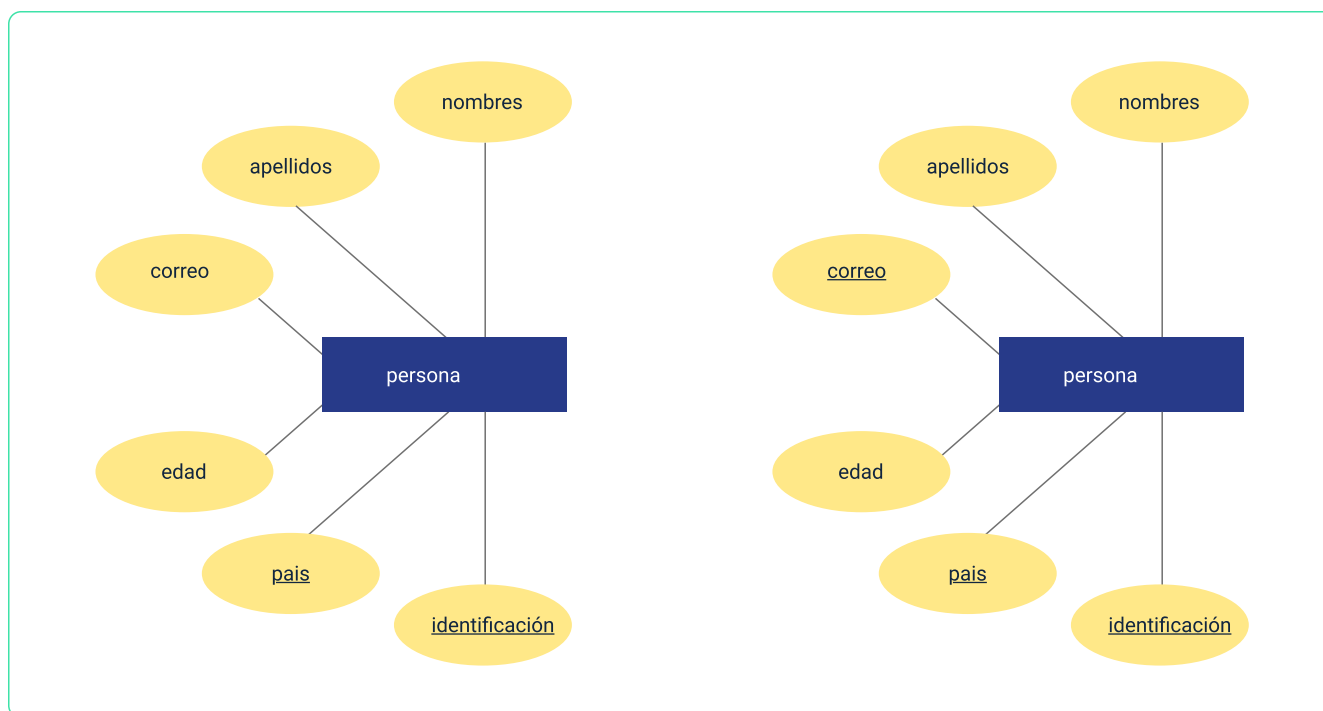 nombres
apellidos
correo
persona
edad
pais
identificación
nombres
apellidos
correo
persona
edad
pais
identificación